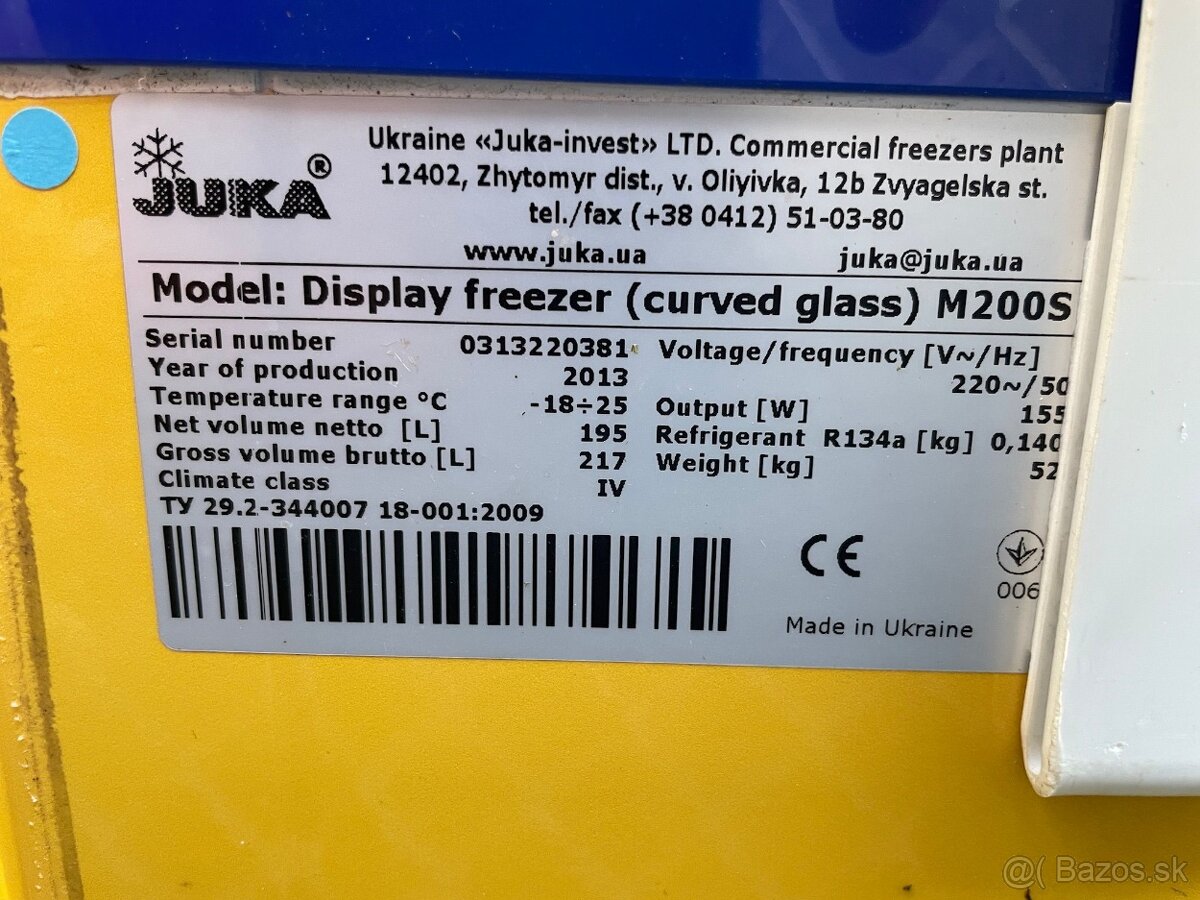 JUKA®
Ukraine «Juka-invest» LTD. Commercial freezers plant
12402, Zhytomyr dist., v. Oliyivka, 12b Zvyagelska st.
tel./fax (+38 0412) 51-03-80
www.juka.ua juka@juka.ua
Model: Display freezer (curved glass) M200S
Serial number 0313220381
Year of production 2013
Temperature range °C -18÷25
Net volume netto [L] 195
Gross volume brutto [L] 217
Climate class IV
ТУ 29.2-344007 18-001:2009
Voltage/frequency [V~/Hz]
220~/50
Output [W] 155
Refrigerant R134a [kg] 0,140
Weight [kg] 52
CE
006
Made in Ukraine
@( Bazos.sk